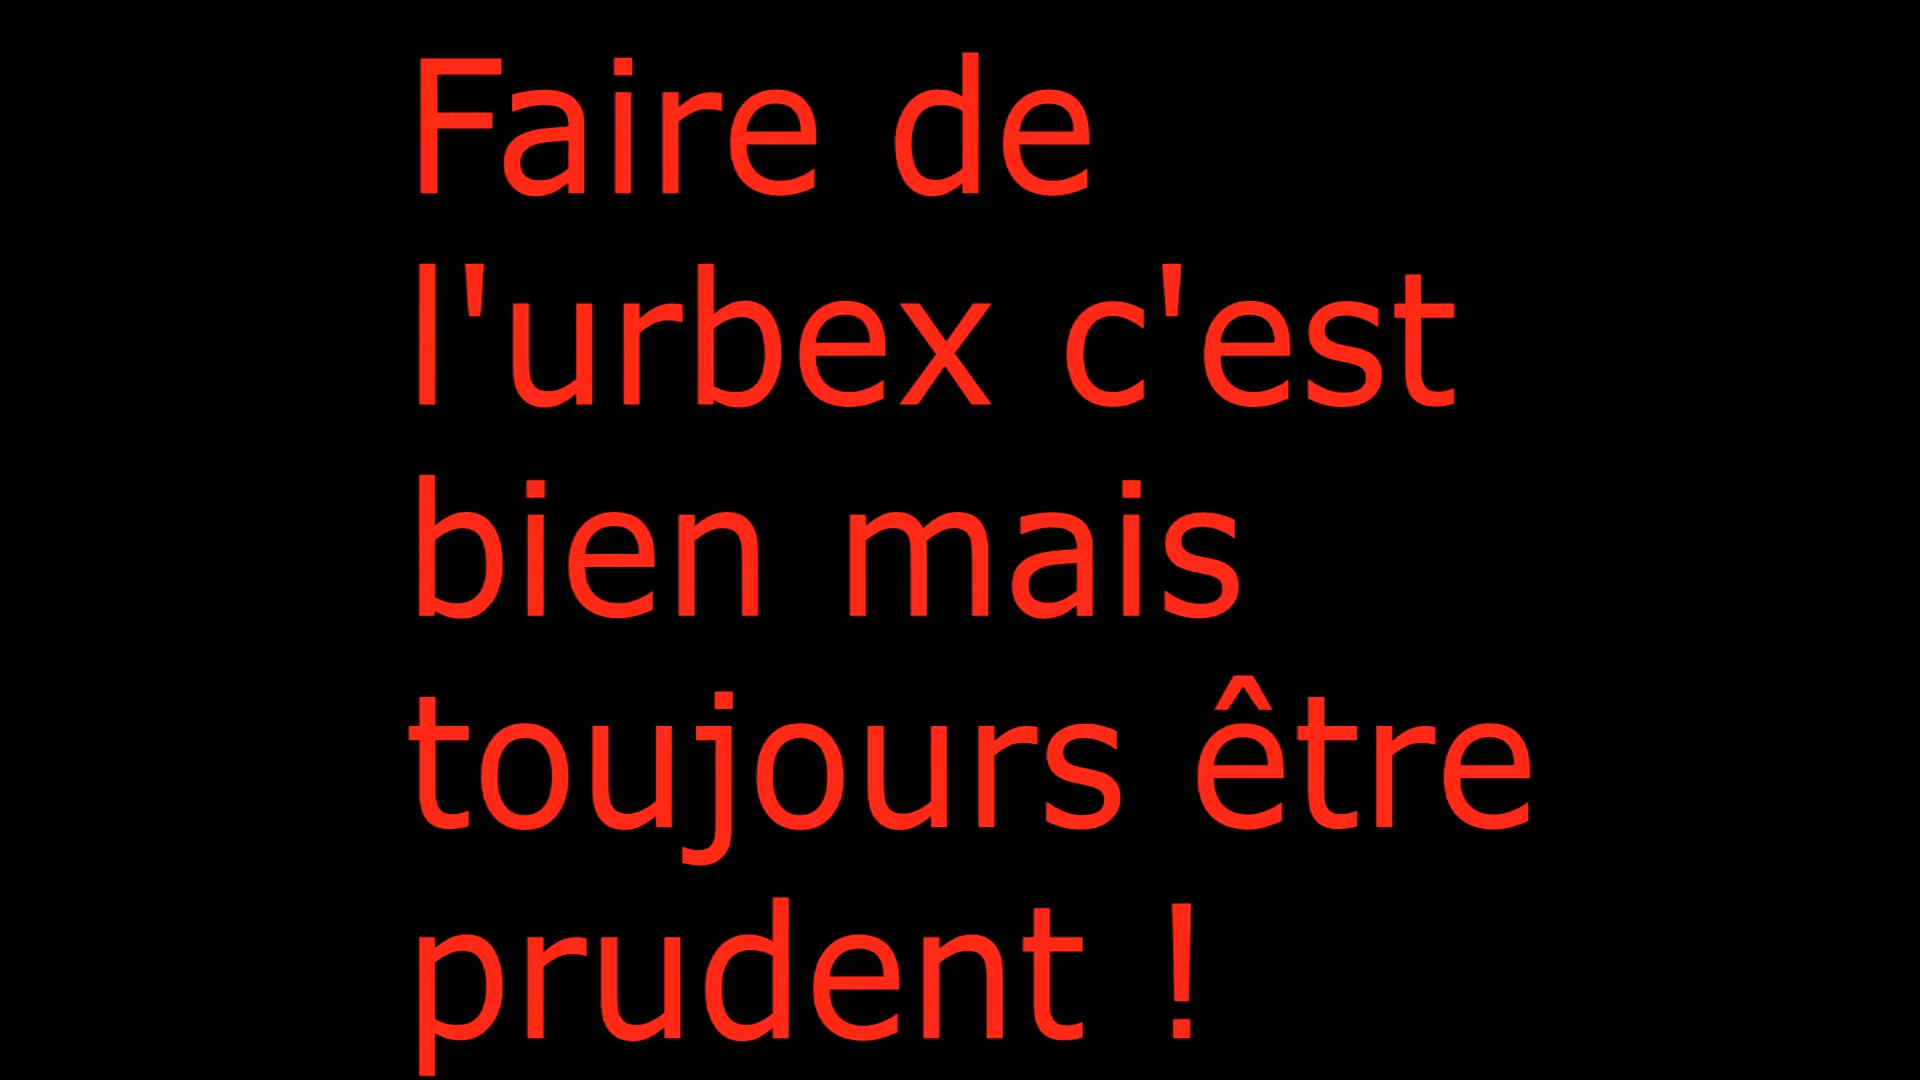 Faire de
l'urbex c'est
bien mais
toujours être
prudent !